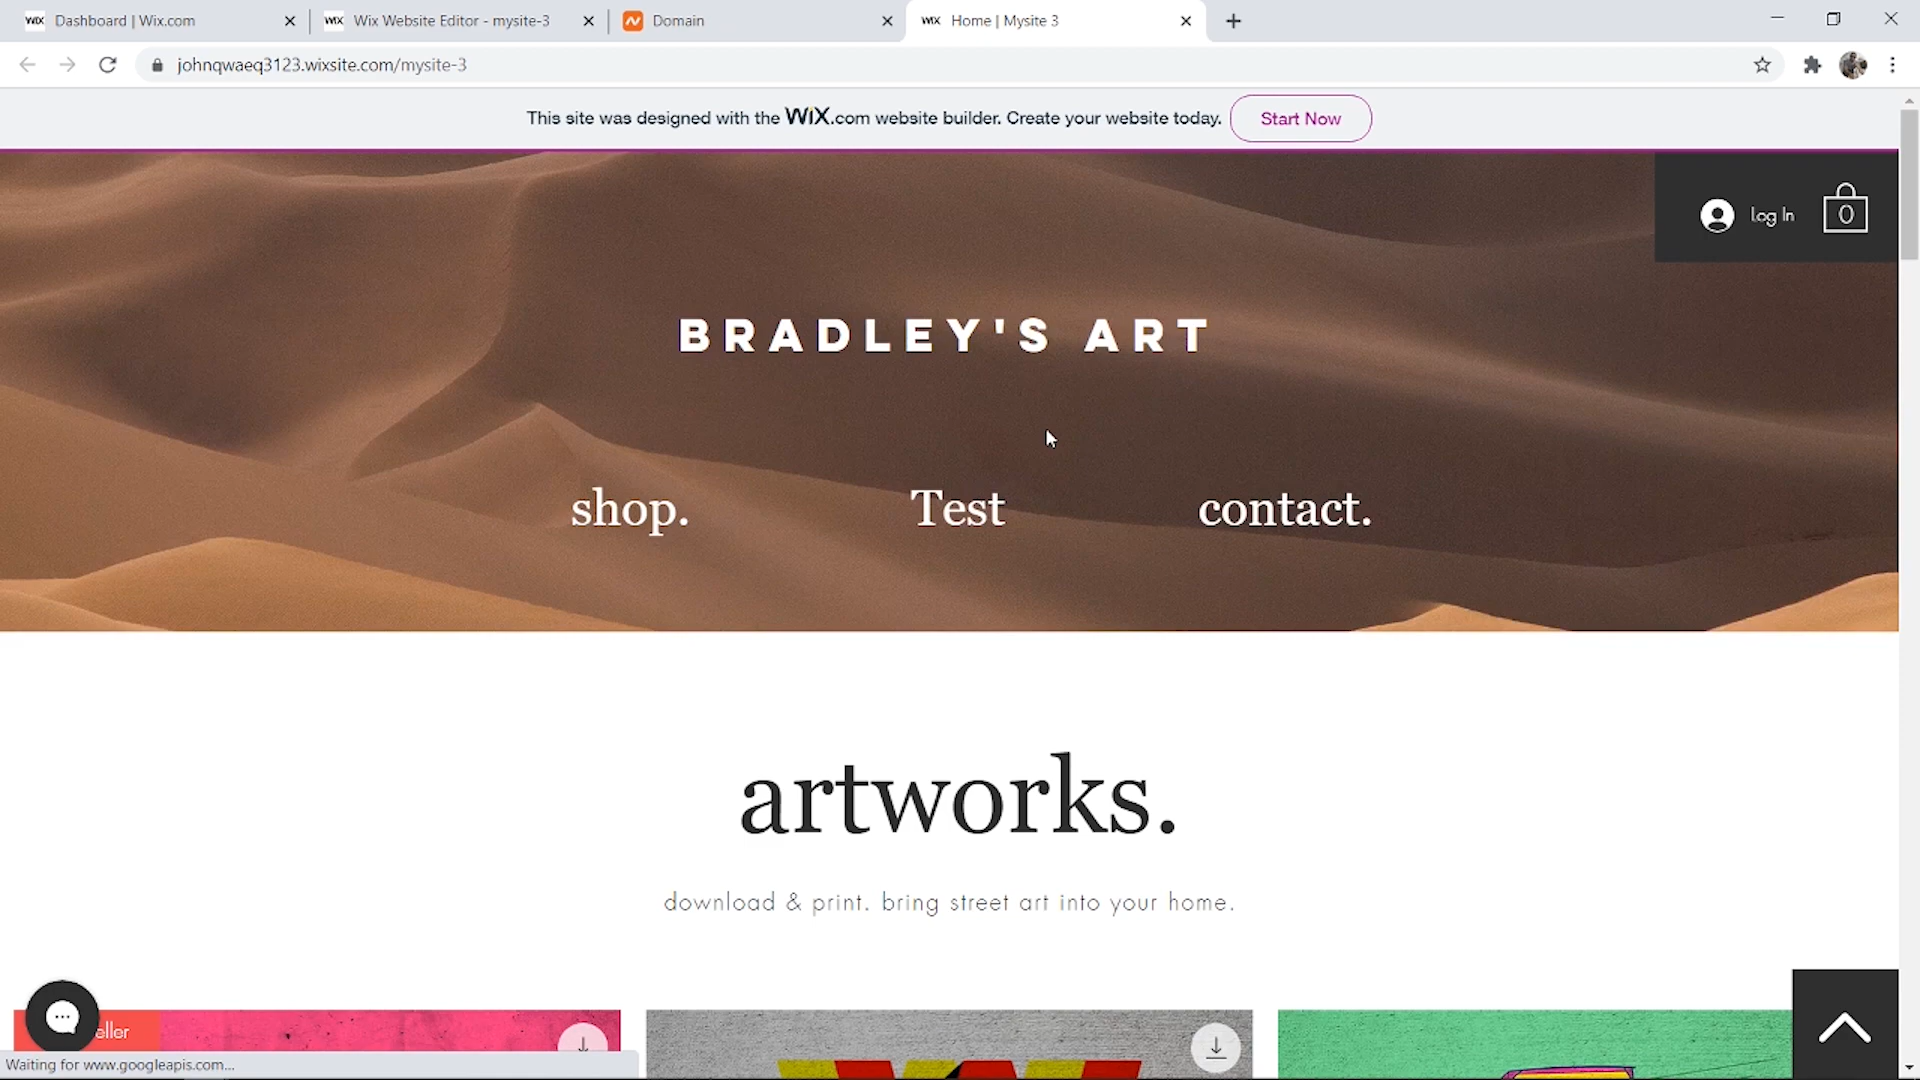 Dashboard | Wix.com
Wix Website Editor - mysite-3
Domain
WiX Home | Mysite 3
johnqwaeq3123.wixsite.com/mysite-3
This site was designed with the WiX.com website builder. Create your website today. Start Now
Log In 0
BRADLEY'S ART
shop. Test contact.
artworks.
download & print. bring street art into your home.
eller
Waiting for www.googleapis.com...